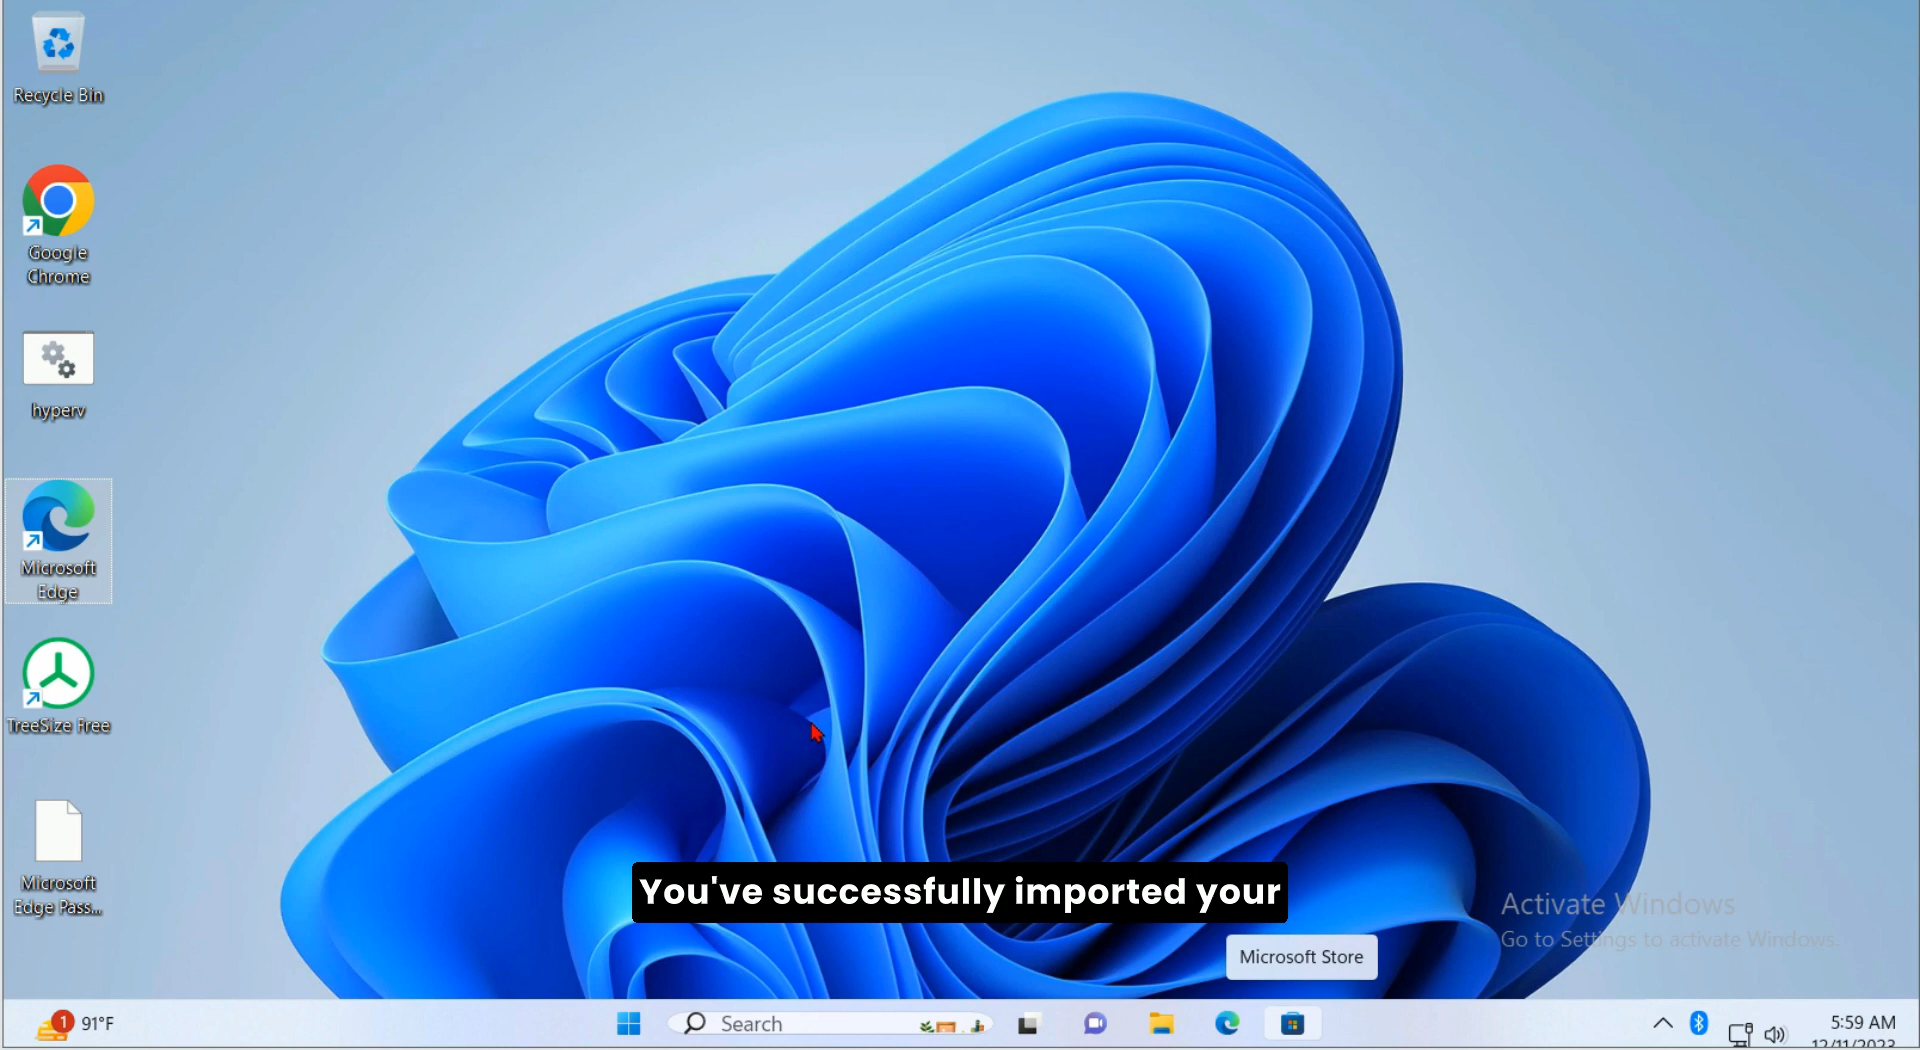 Recycle Bin
Google
Chrome
hyperv
Microsoft
Edge
TreeSize Free
Microsoft
Edge Pass...
You've successfully imported your
Activate Windows
Go to Settings to activate Windows.
Microsoft Store
1
91°F
Search
5:59 AM
12/11/2023